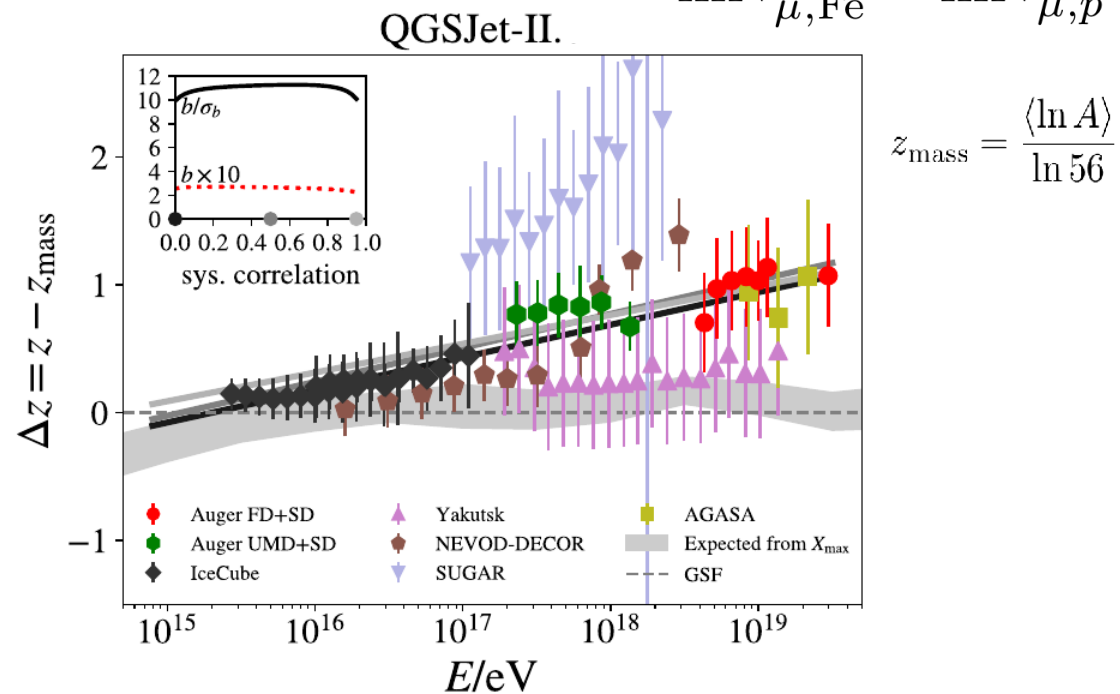 μ,Fe μ,p
QGSJet-II.
z_mass = ⟨ln A⟩ / ln 56
Δz = z − z_mass
2
1
0
−1
12
10
8
6
4
2
0
b/σ_b
b × 10
0.0 0.2 0.4 0.6 0.8 1.0
sys. correlation
Auger FD+SD
Auger UMD+SD
IceCube
Yakutsk
NEVOD-DECOR
SUGAR
AGASA
Expected from X_max
GSF
10^15 10^16 10^17 10^18 10^19
E/eV